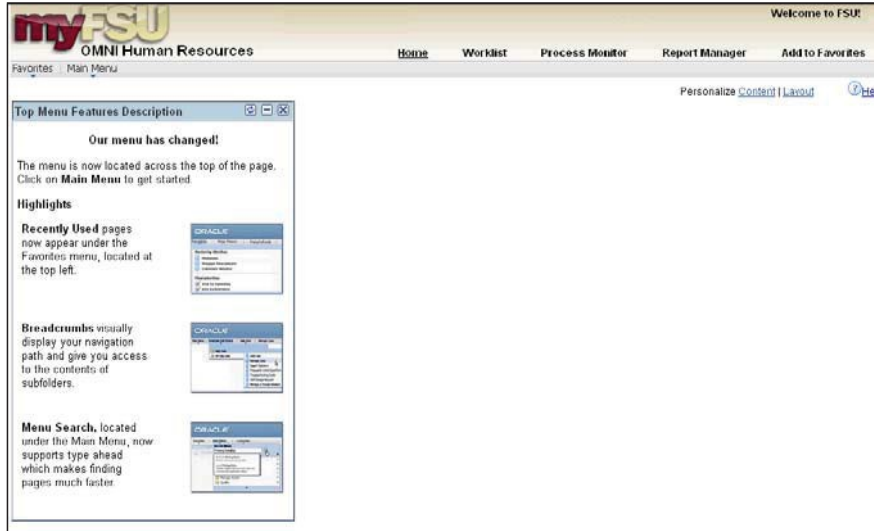 Welcome to FSU!
myFSU
OMNI Human Resources
Home Worklist Process Monitor Report Manager Add to Favorites
Favorites Main Menu
Personalize Content | Layout ? He
Top Menu Features Description
Our menu has changed!
The menu is now located across the top of the page.
Click on Main Menu to get started.
Highlights
Recently Used pages
now appear under the
Favorites menu, located at
the top left.
ORACLE
Breadcrumbs visually
display your navigation
path and give you access
to the contents of
subfolders.
ORACLE
Menu Search, located
under the Main Menu, now
supports type ahead
which makes finding
pages much faster.
ORACLE